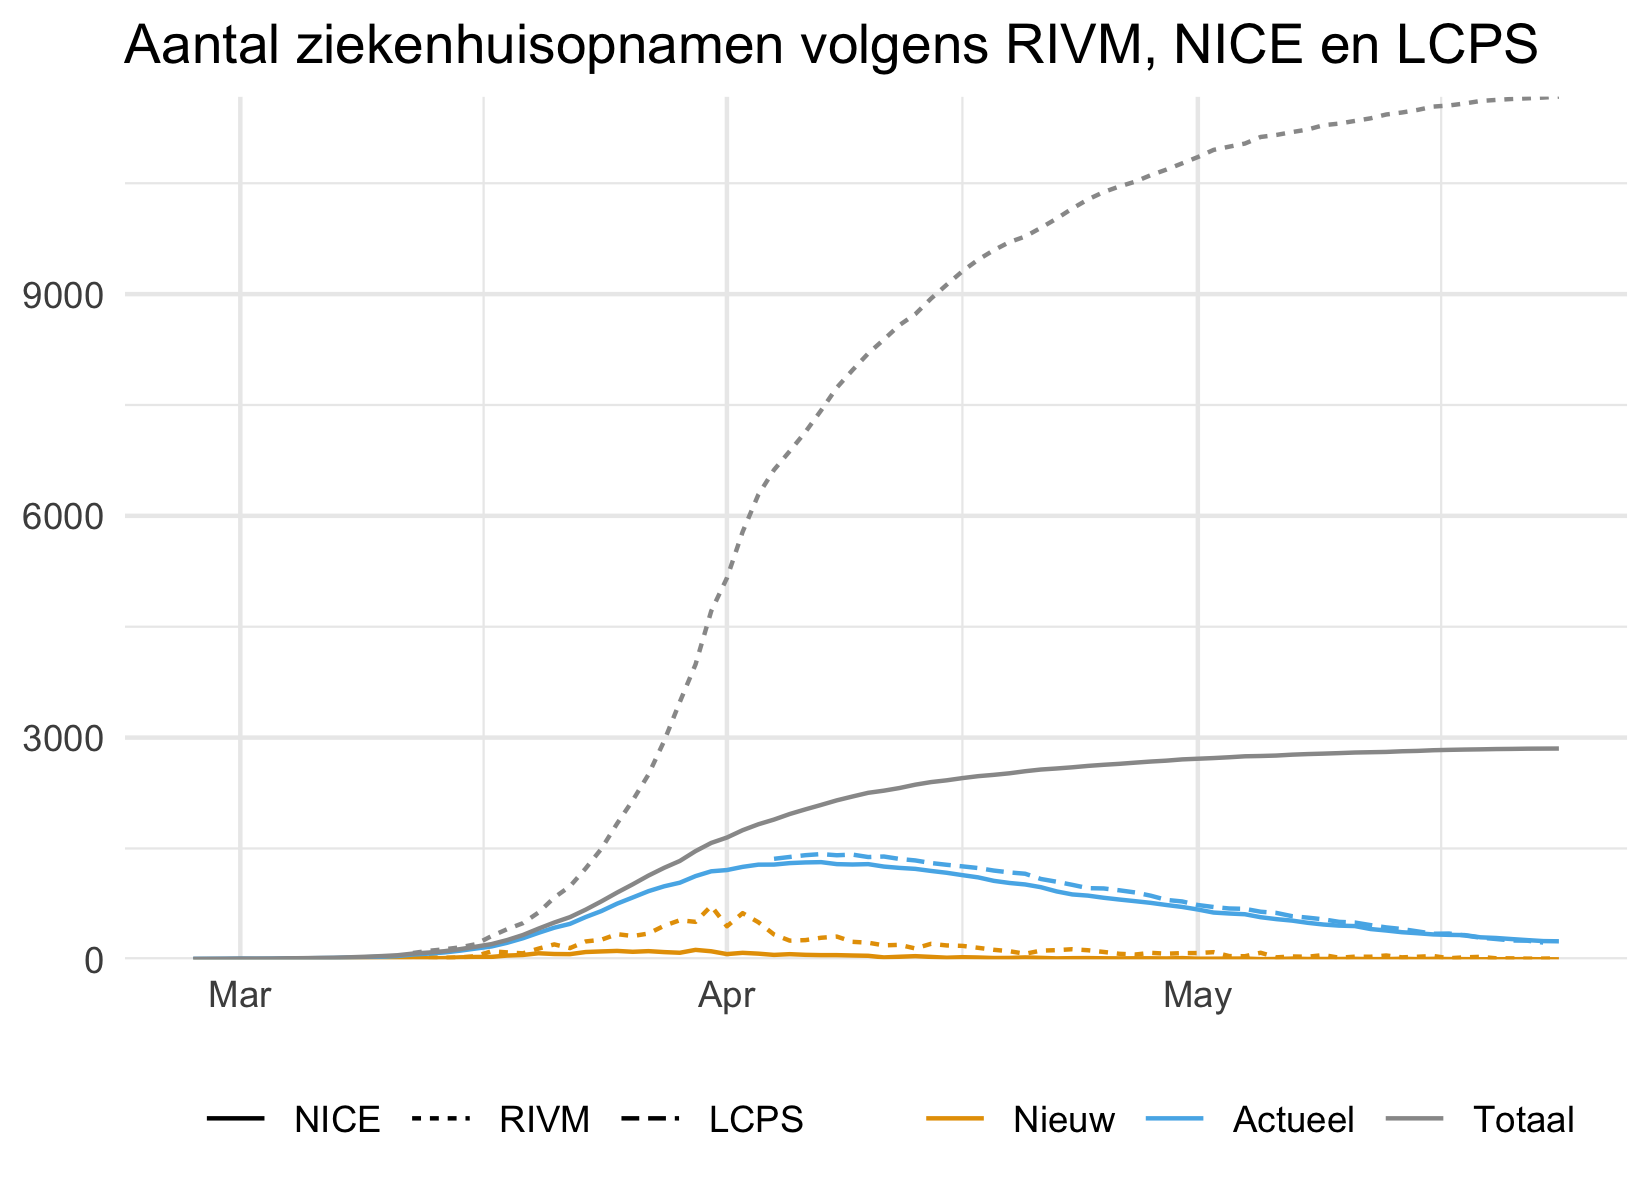 Aantal ziekenhuisopnamen volgens RIVM, NICE en LCPS
9000
6000
3000
0
Mar Apr May
NICE RIVM LCPS Nieuw Actueel Totaal